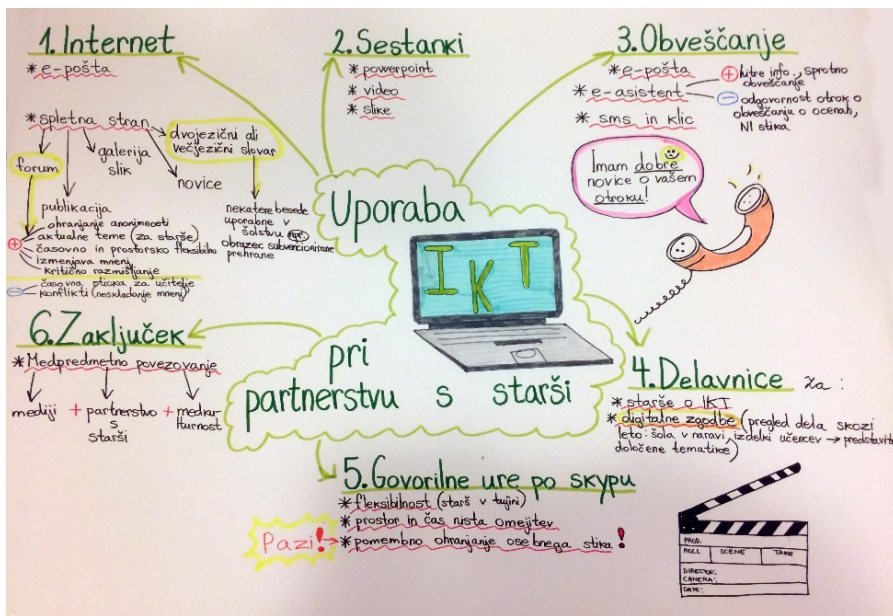 1. Internet
* e-pošta
* spletna stran
forum
publikacija
galerija
slik
novice
dvojezični ali
večjezični slovar
nekatere besede
uporabne v
šolstvu npr.
obrazec subvencionirane
prehrane
+
ohranjanje anonimnosti
aktualne teme (za starše)
časovno in prostorsko fleksibilno
izmenjava mnenj
kritično razmišljanje
-
časovna stiska za učitelje
konflikti (neskladanje mnenj)
2. Sestanki
* powerpoint
* video
* slike
3. Obveščanje
* e-pošta
* e-asistent
+ hitre info., sprotno
obveščanje
- odgovornost otrok o
obveščanju o ocenah,
NI stika
* sms in klic
Imam dobre
novice o vašem
otroku!
Uporaba
IKT
pri
partnerstvu s starši
4. Delavnice za:
* starše o IKT
* digitalne zgodbe (pregled dela skozi
leto: šola v naravi, izdelki učencev → predstavitev
določene tematike)
5. Govorilne ure po skypu
* fleksibilnost (starš v tujini)
* prostor in čas nista omejitev
Pazi! → * pomembno ohranjanje osebnega stika!
6. Zaključek
* Medpredmetno povezovanje
mediji + partnerstvo + medkul-
s turnost
starši
PROD.
ROLL SCENE TAKE
DIRECTOR:
CAMERA:
DATE: